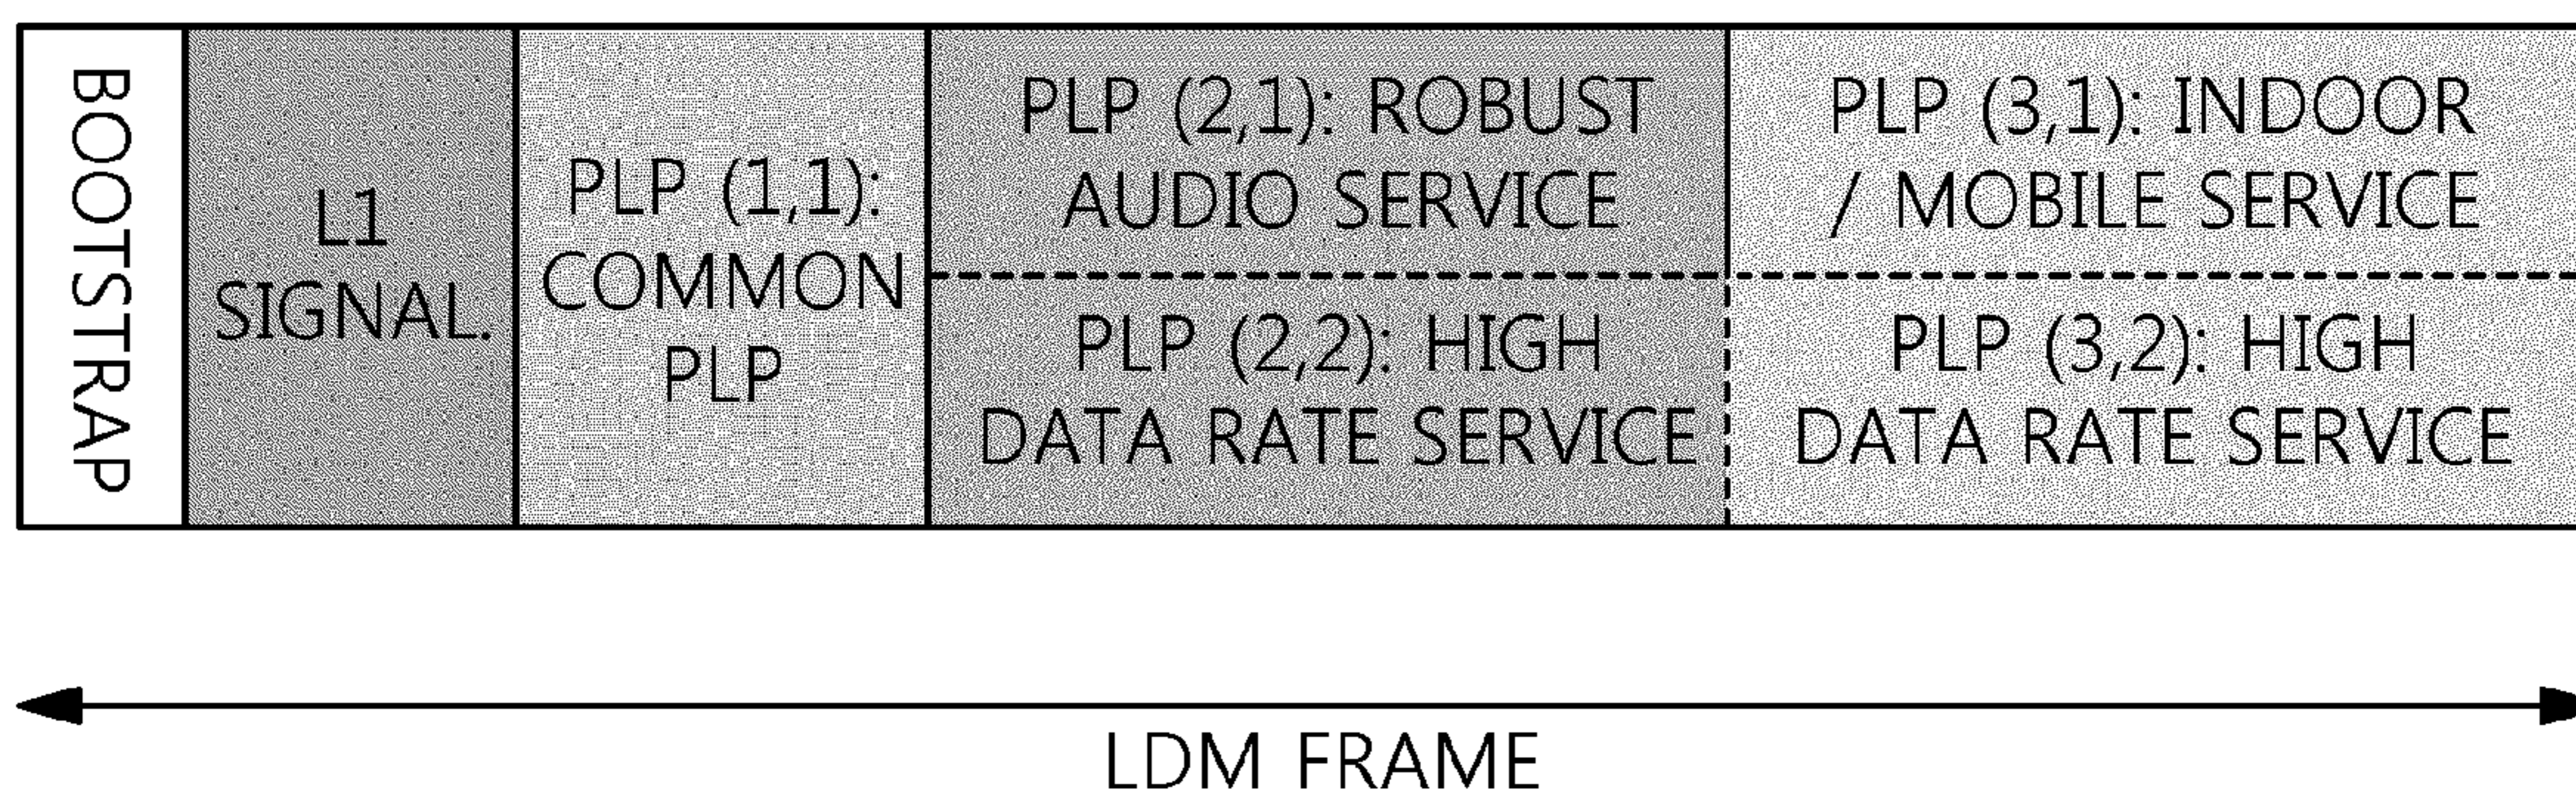 BOOTSTRAP
L1
SIGNAL.
PLP (1,1):
COMMON
PLP
PLP (2,1): ROBUST
AUDIO SERVICE
PLP (2,2): HIGH
DATA RATE SERVICE
PLP (3,1): INDOOR
/ MOBILE SERVICE
PLP (3,2): HIGH
DATA RATE SERVICE
LDM FRAME